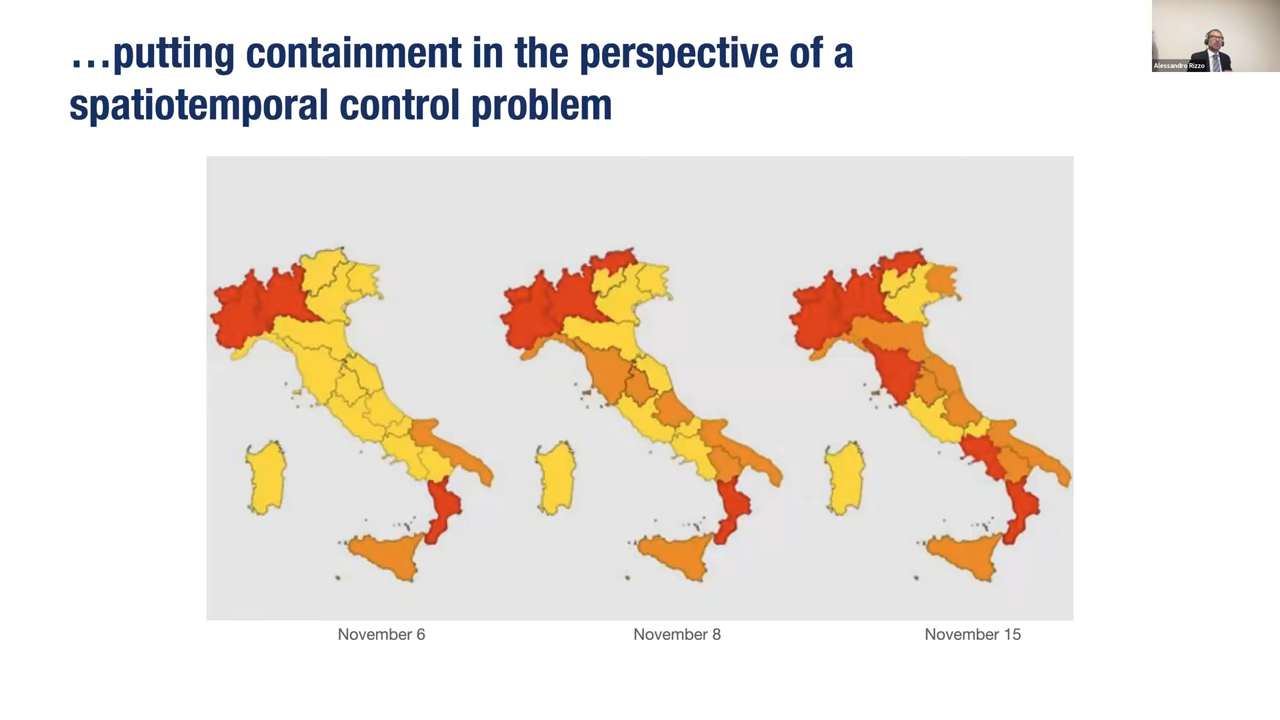 …putting containment in the perspective of a
spatiotemporal control problem
Alessandro Rizzo
November 6
November 8
November 15